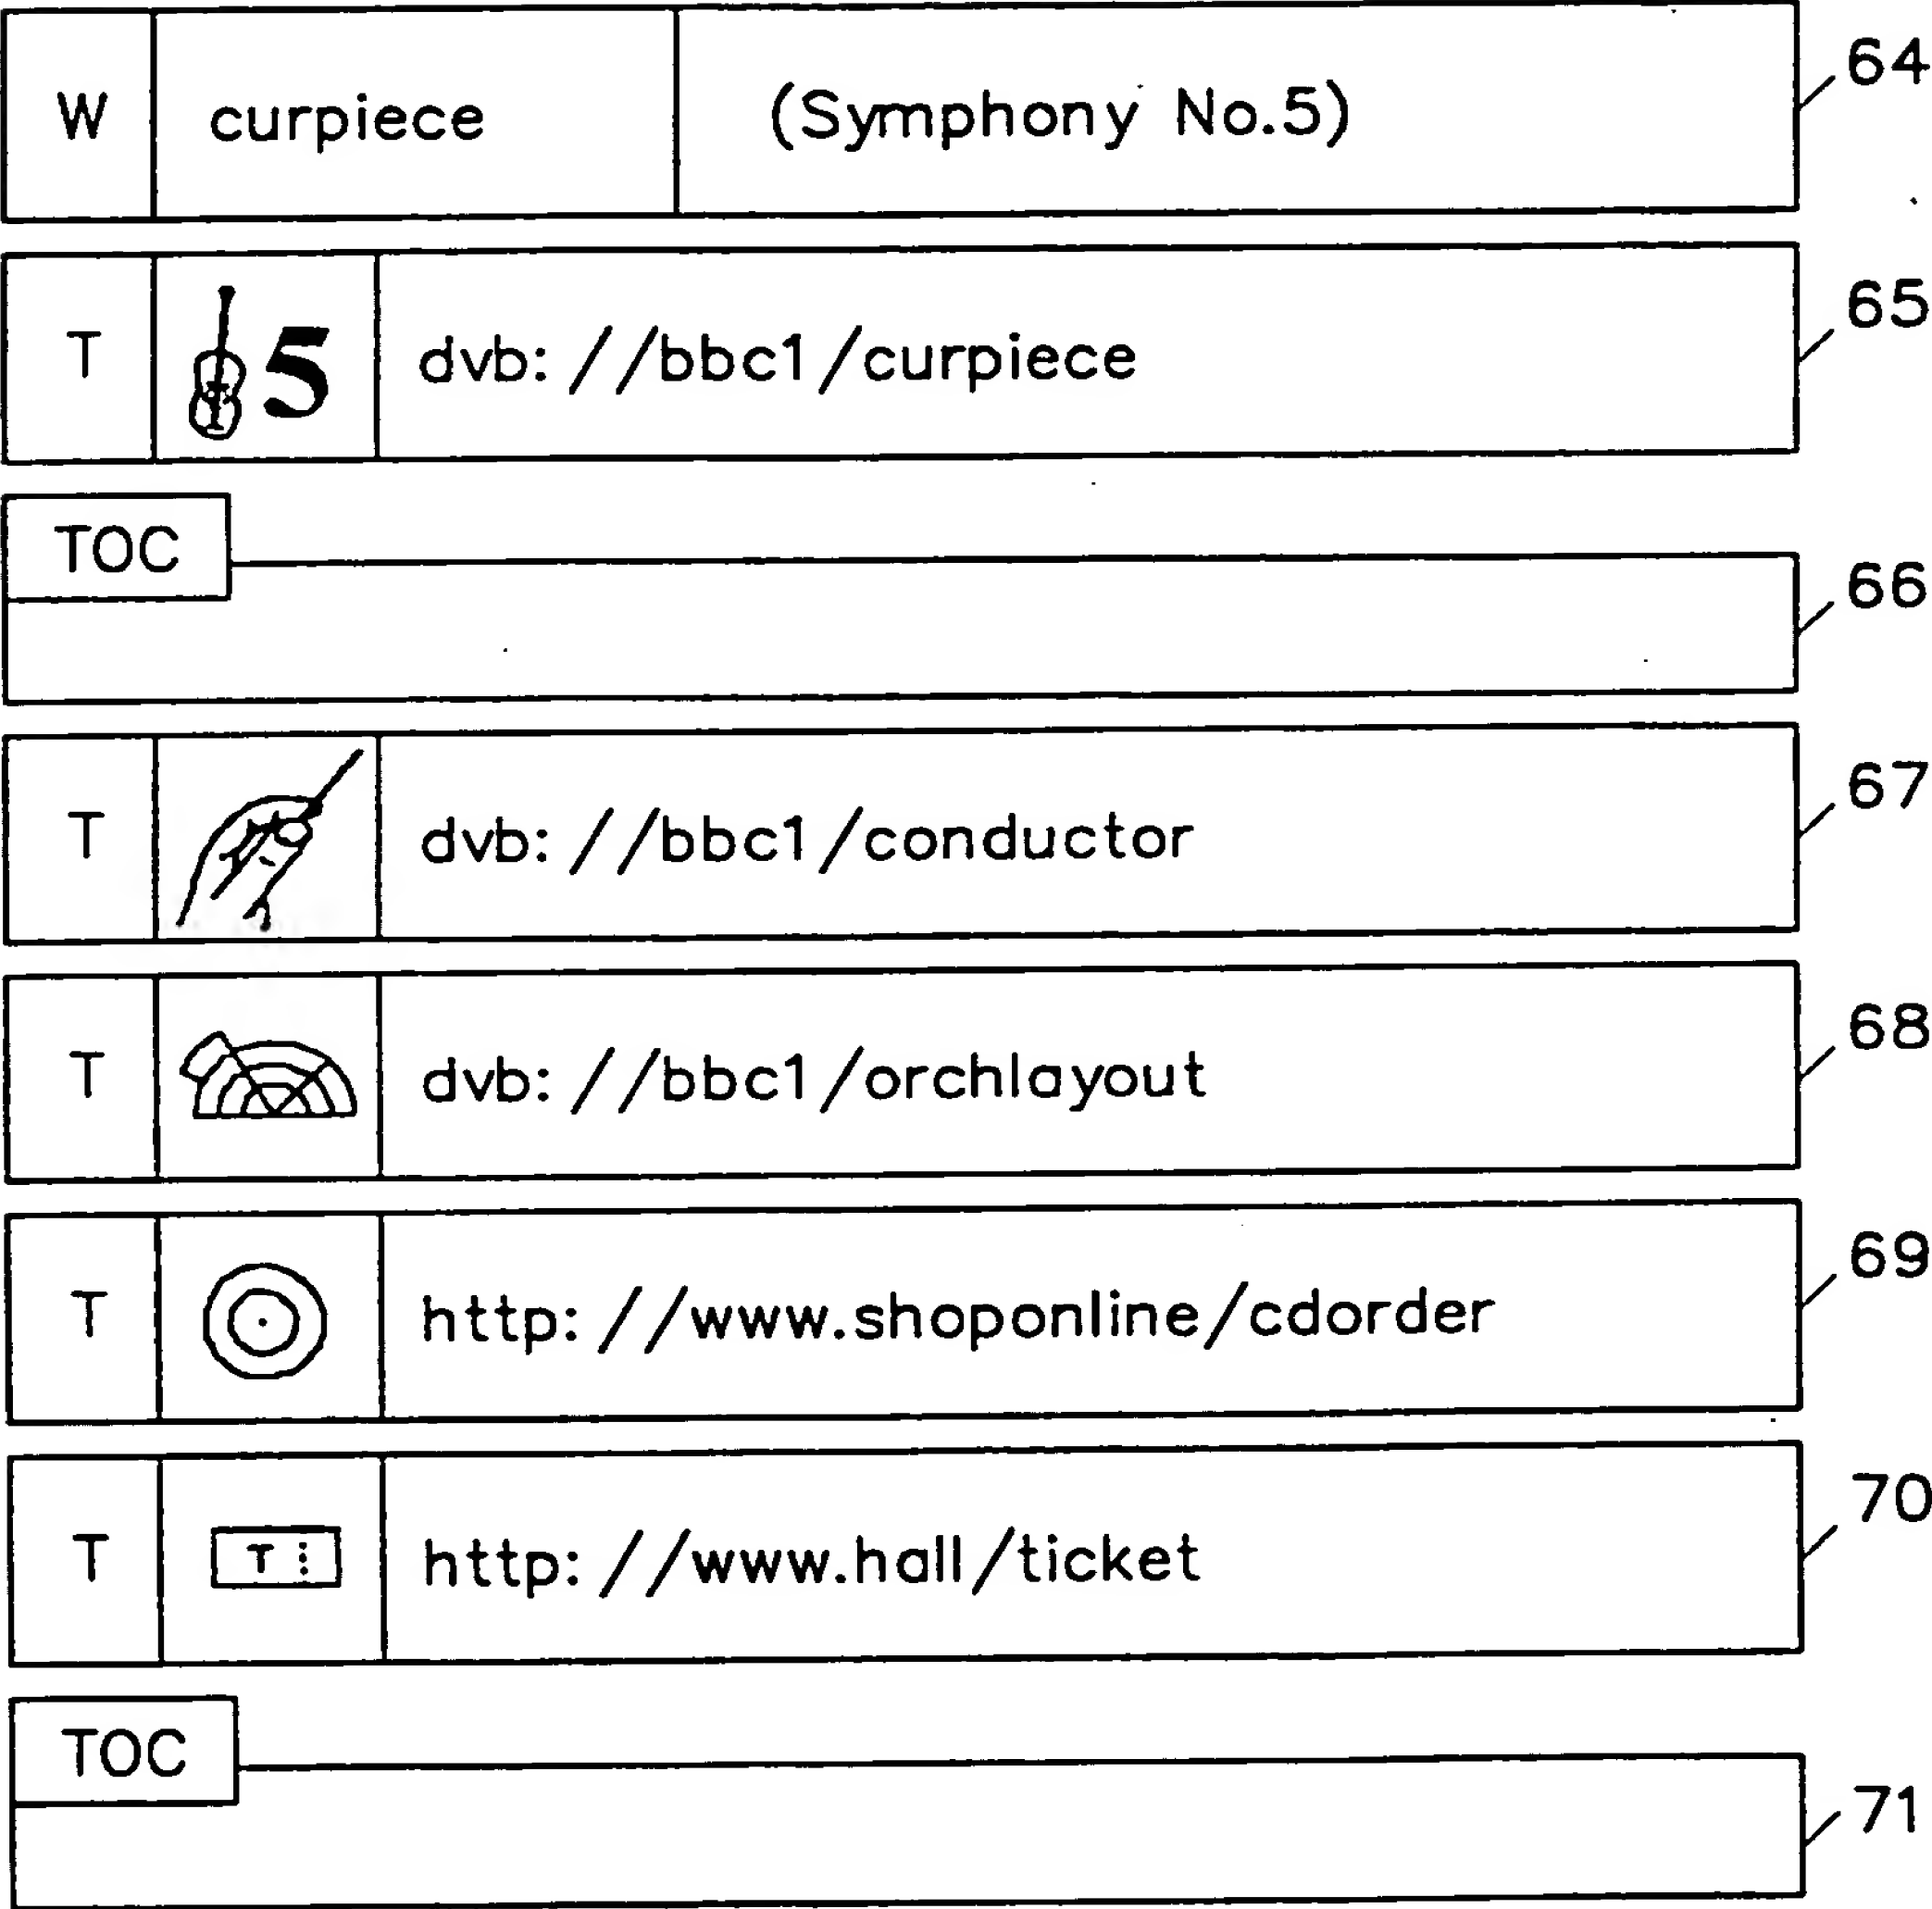 W curpiece (Symphony No.5) 64
T 5 dvb: //bbc1/curpiece 65
TOC 66
T dvb: //bbc1/conductor 67
T dvb: //bbc1/orchlayout 68
T http: //www.shoponline/cdorder 69
T T http: //www.hall/ticket 70
TOC 71